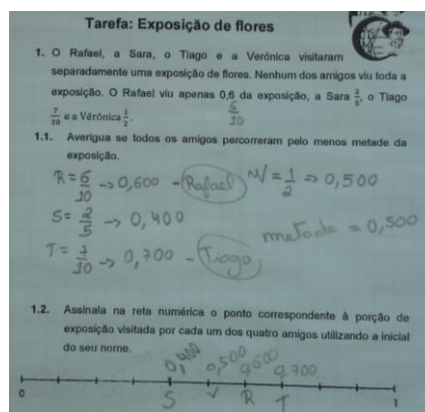 Tarefa: Exposição de flores
1. O Rafael, a Sara, o Tiago e a Verónica visitaram
separadamente uma exposição de flores. Nenhum dos amigos viu toda a
exposição. O Rafael viu apenas 0,6 da exposição, a Sara 2/5, o Tiago
7/10 e a Verónica 1/2.
6/10
1.1. Averigua se todos os amigos percorreram pelo menos metade da
exposição.
R = 6/10 -> 0,600 - Rafael V = 1/2 => 0,500
S = 2/5 -> 0,400
metade = 0,500
T = 7/10 -> 0,700 - Tiago
1.2. Assinala na reta numérica o ponto correspondente à porção de
exposição visitada por cada um dos quatro amigos utilizando a inicial
do seu nome.
0,400 0,500 0,600 0,700
0 1
S V R T